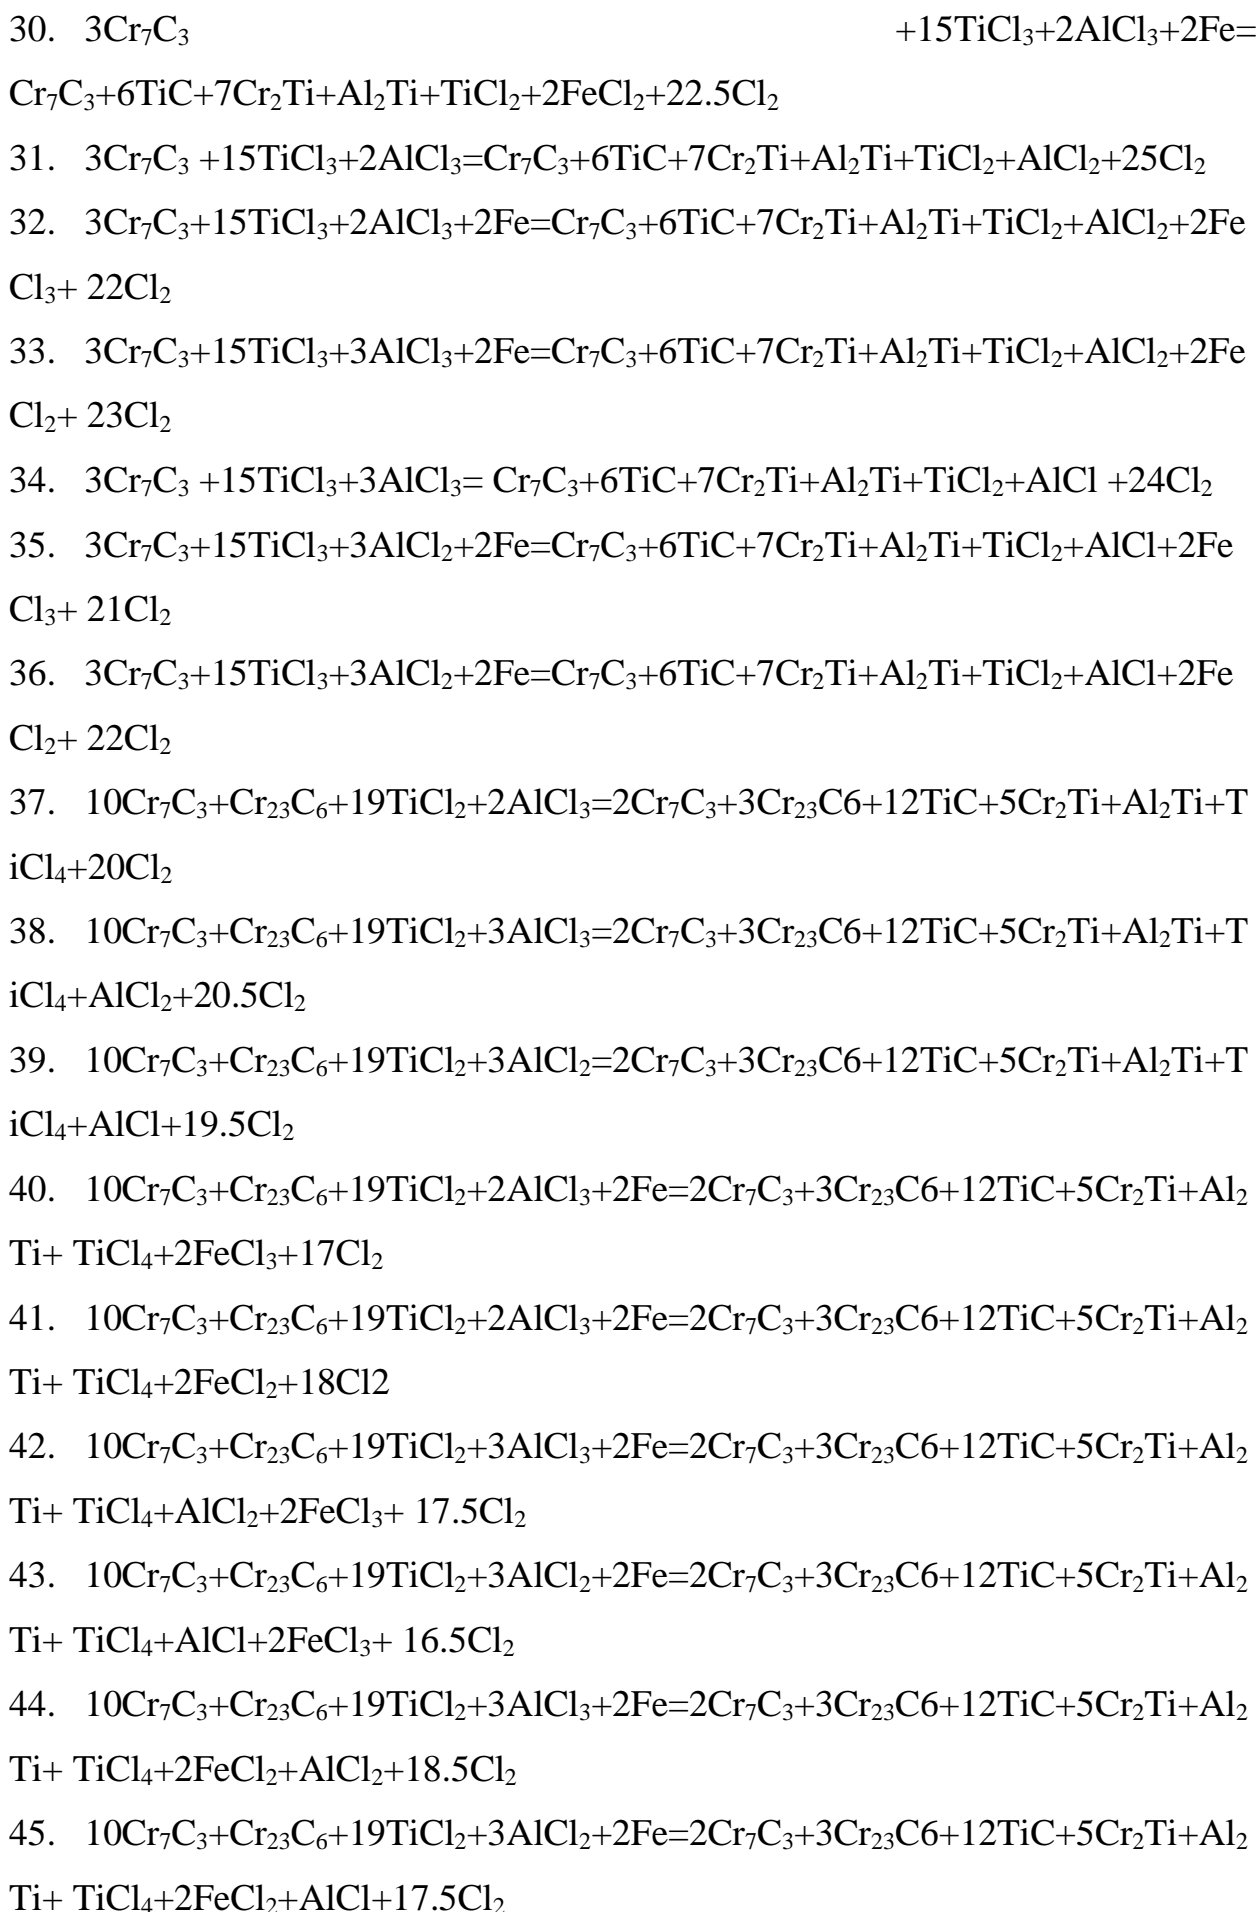 30. 3Cr₇C₃ +15TiCl₃+2AlCl₃+2Fe=
Cr₇C₃+6TiC+7Cr₂Ti+Al₂Ti+TiCl₂+2FeCl₂+22.5Cl₂
31. 3Cr₇C₃ +15TiCl₃+2AlCl₃=Cr₇C₃+6TiC+7Cr₂Ti+Al₂Ti+TiCl₂+AlCl₂+25Cl₂
32. 3Cr₇C₃+15TiCl₃+2AlCl₃+2Fe=Cr₇C₃+6TiC+7Cr₂Ti+Al₂Ti+TiCl₂+AlCl₂+2Fe
Cl₃+ 22Cl₂
33. 3Cr₇C₃+15TiCl₃+3AlCl₃+2Fe=Cr₇C₃+6TiC+7Cr₂Ti+Al₂Ti+TiCl₂+AlCl₂+2Fe
Cl₂+ 23Cl₂
34. 3Cr₇C₃ +15TiCl₃+3AlCl₃= Cr₇C₃+6TiC+7Cr₂Ti+Al₂Ti+TiCl₂+AlCl +24Cl₂
35. 3Cr₇C₃+15TiCl₃+3AlCl₂+2Fe=Cr₇C₃+6TiC+7Cr₂Ti+Al₂Ti+TiCl₂+AlCl+2Fe
Cl₃+ 21Cl₂
36. 3Cr₇C₃+15TiCl₃+3AlCl₂+2Fe=Cr₇C₃+6TiC+7Cr₂Ti+Al₂Ti+TiCl₂+AlCl+2Fe
Cl₂+ 22Cl₂
37. 10Cr₇C₃+Cr₂₃C₆+19TiCl₂+2AlCl₃=2Cr₇C₃+3Cr₂₃C6+12TiC+5Cr₂Ti+Al₂Ti+T
iCl₄+20Cl₂
38. 10Cr₇C₃+Cr₂₃C₆+19TiCl₂+3AlCl₃=2Cr₇C₃+3Cr₂₃C6+12TiC+5Cr₂Ti+Al₂Ti+T
iCl₄+AlCl₂+20.5Cl₂
39. 10Cr₇C₃+Cr₂₃C₆+19TiCl₂+3AlCl₂=2Cr₇C₃+3Cr₂₃C6+12TiC+5Cr₂Ti+Al₂Ti+T
iCl₄+AlCl+19.5Cl₂
40. 10Cr₇C₃+Cr₂₃C₆+19TiCl₂+2AlCl₃+2Fe=2Cr₇C₃+3Cr₂₃C6+12TiC+5Cr₂Ti+Al₂
Ti+ TiCl₄+2FeCl₃+17Cl₂
41. 10Cr₇C₃+Cr₂₃C₆+19TiCl₂+2AlCl₃+2Fe=2Cr₇C₃+3Cr₂₃C6+12TiC+5Cr₂Ti+Al₂
Ti+ TiCl₄+2FeCl₂+18Cl2
42. 10Cr₇C₃+Cr₂₃C₆+19TiCl₂+3AlCl₃+2Fe=2Cr₇C₃+3Cr₂₃C6+12TiC+5Cr₂Ti+Al₂
Ti+ TiCl₄+AlCl₂+2FeCl₃+ 17.5Cl₂
43. 10Cr₇C₃+Cr₂₃C₆+19TiCl₂+3AlCl₂+2Fe=2Cr₇C₃+3Cr₂₃C6+12TiC+5Cr₂Ti+Al₂
Ti+ TiCl₄+AlCl+2FeCl₃+ 16.5Cl₂
44. 10Cr₇C₃+Cr₂₃C₆+19TiCl₂+3AlCl₃+2Fe=2Cr₇C₃+3Cr₂₃C6+12TiC+5Cr₂Ti+Al₂
Ti+ TiCl₄+2FeCl₂+AlCl₂+18.5Cl₂
45. 10Cr₇C₃+Cr₂₃C₆+19TiCl₂+3AlCl₂+2Fe=2Cr₇C₃+3Cr₂₃C6+12TiC+5Cr₂Ti+Al₂
Ti+ TiCl₄+2FeCl₂+AlCl+17.5Cl₂